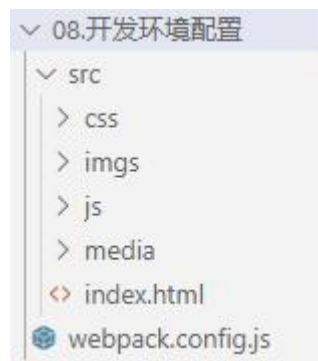 08.开发环境配置
src
css
imgs
js
media
index.html
webpack.config.js